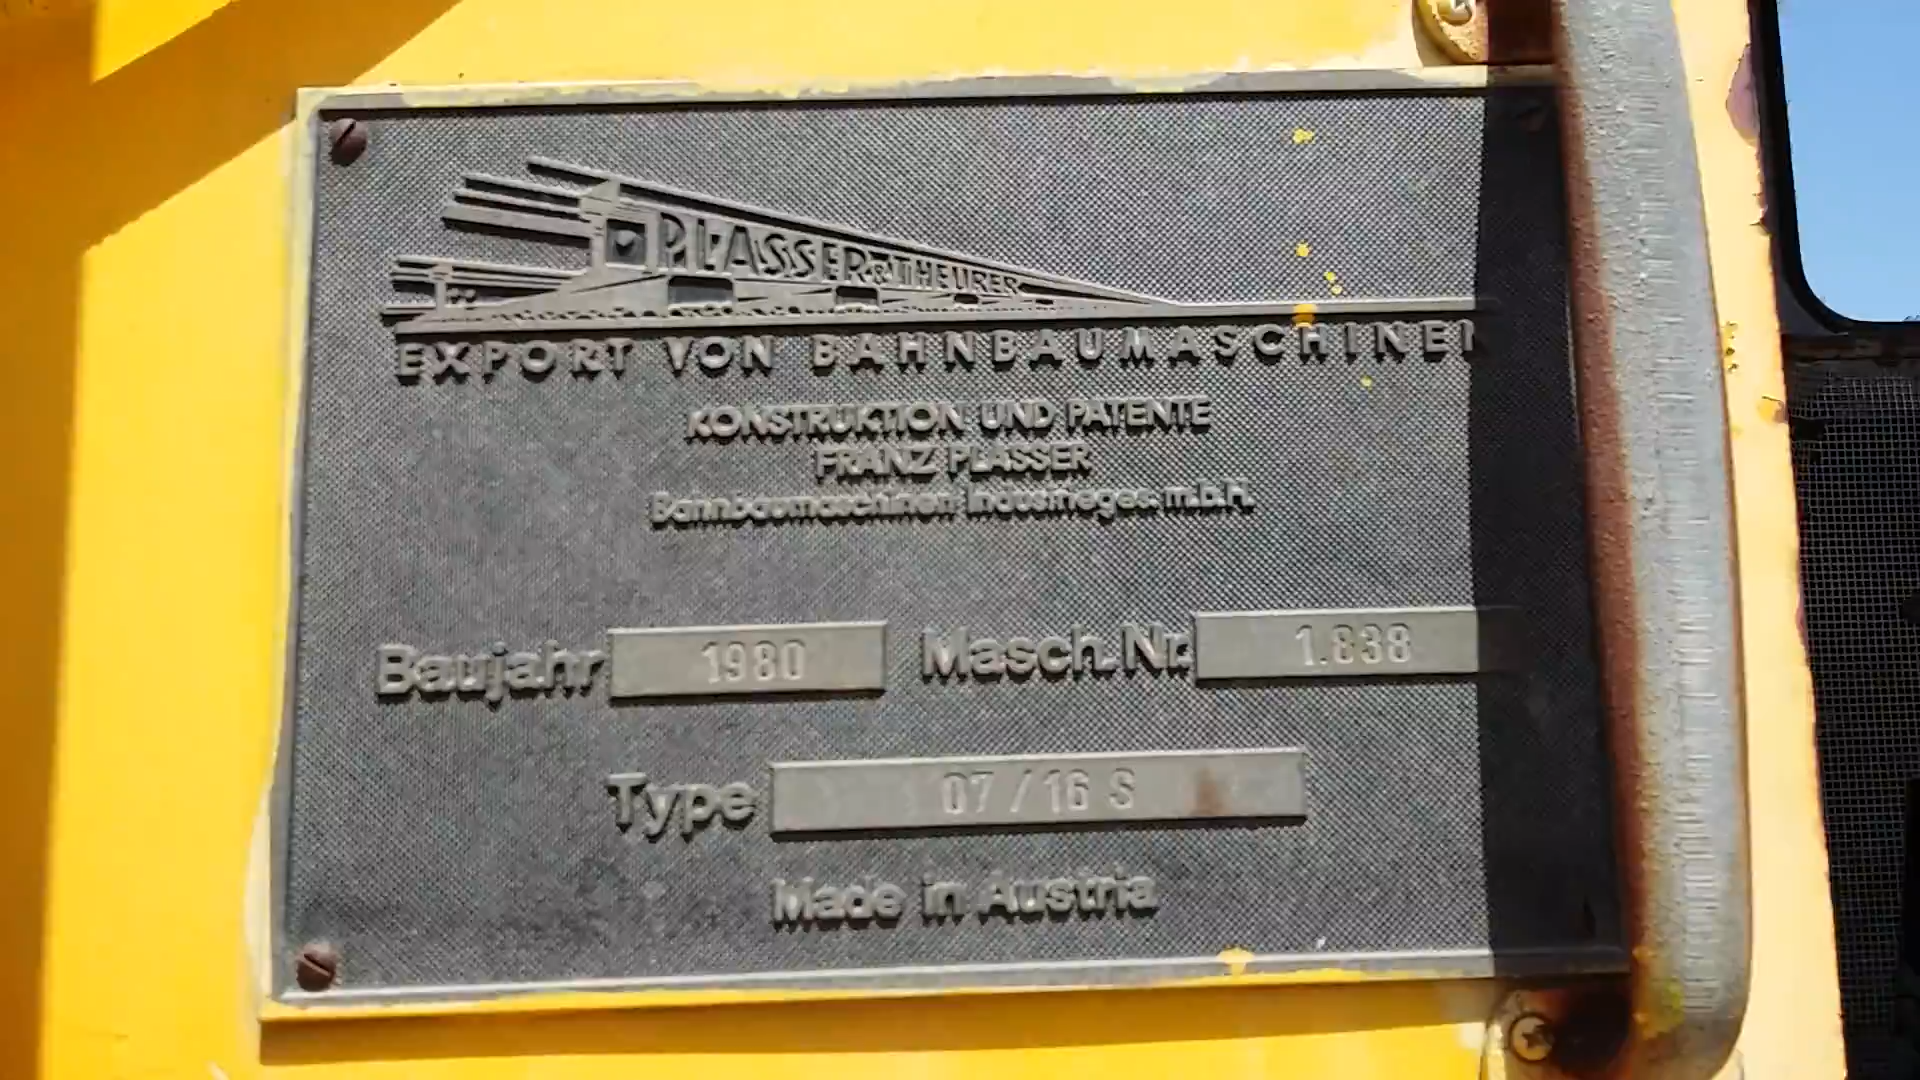 PLASSER & THEURER
EXPORT VON BAHNBAUMASCHINEN
KONSTRUKTION UND PATENTE
FRANZ PLASSER
Bahnbaumaschinen Industrieges. m.b.H.
Baujahr 1980 Masch. Nr. 1.838
Type 07/16 S
Made in Austria